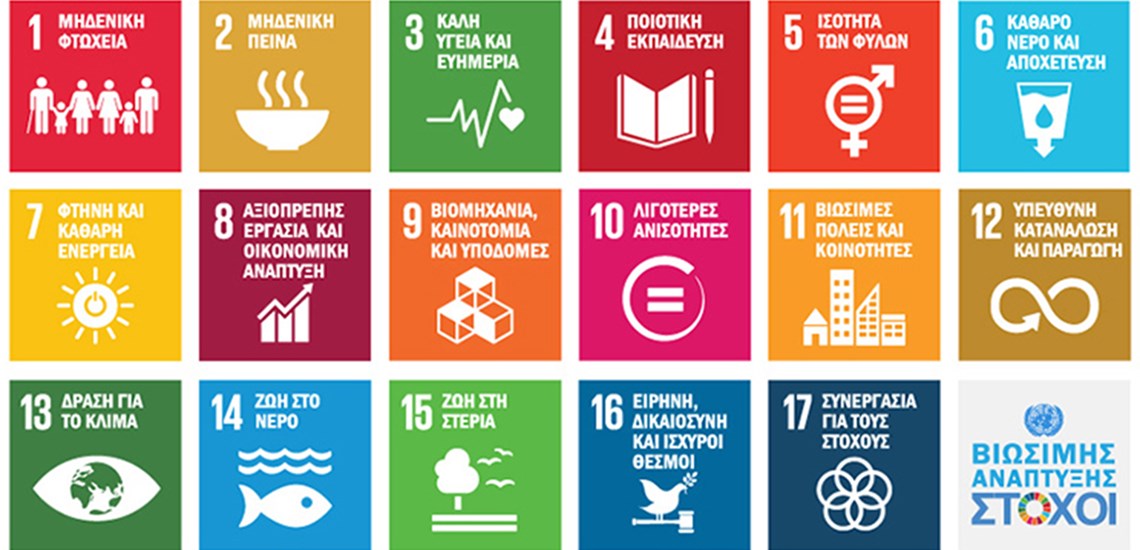 1 ΜΗΔΕΝΙΚΗ
ΦΤΩΧΕΙΑ
2 ΜΗΔΕΝΙΚΗ
ΠΕΙΝΑ
3 ΚΑΛΗ
ΥΓΕΙΑ ΚΑΙ
ΕΥΗΜΕΡΙΑ
4 ΠΟΙΟΤΙΚΗ
ΕΚΠΑΙΔΕΥΣΗ
5 ΙΣΟΤΗΤΑ
ΤΩΝ ΦΥΛΩΝ
6 ΚΑΘΑΡΟ
ΝΕΡΟ ΚΑΙ
ΑΠΟΧΕΤΕΥΣΗ
7 ΦΤΗΝΗ ΚΑΙ
ΚΑΘΑΡΗ
ΕΝΕΡΓΕΙΑ
8 ΑΞΙΟΠΡΕΠΗΣ
ΕΡΓΑΣΙΑ ΚΑΙ
ΟΙΚΟΝΟΜΙΚΗ
ΑΝΑΠΤΥΞΗ
9 ΒΙΟΜΗΧΑΝΙΑ,
ΚΑΙΝΟΤΟΜΙΑ
ΚΑΙ ΥΠΟΔΟΜΕΣ
10 ΛΙΓΟΤΕΡΕΣ
ΑΝΙΣΟΤΗΤΕΣ
11 ΒΙΩΣΙΜΕΣ
ΠΟΛΕΙΣ ΚΑΙ
ΚΟΙΝΟΤΗΤΕΣ
12 ΥΠΕΥΘΥΝΗ
ΚΑΤΑΝΑΛΩΣΗ
ΚΑΙ ΠΑΡΑΓΩΓΗ
13 ΔΡΑΣΗ ΓΙΑ
ΤΟ ΚΛΙΜΑ
14 ΖΩΗ ΣΤΟ
ΝΕΡΟ
15 ΖΩΗ ΣΤΗ
ΣΤΕΡΙΑ
16 ΕΙΡΗΝΗ,
ΔΙΚΑΙΟΣΥΝΗ
ΚΑΙ ΙΣΧΥΡΟΙ
ΘΕΣΜΟΙ
17 ΣΥΝΕΡΓΑΣΙΑ
ΓΙΑ ΤΟΥΣ
ΣΤΟΧΟΥΣ
ΒΙΩΣΙΜΗΣ
ΑΝΑΠΤΥΞΗΣ
ΣΤΟΧΟΙ